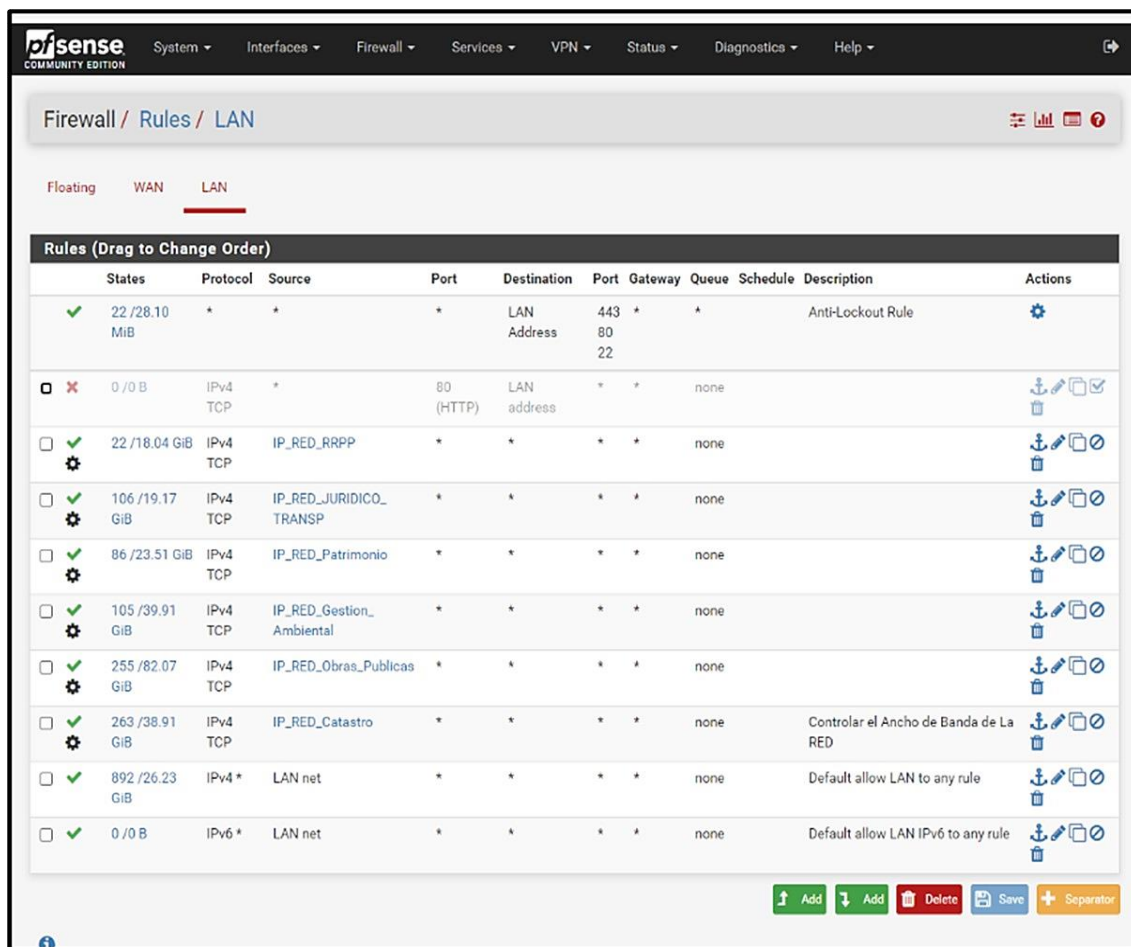 pfsense System Interfaces Firewall Services VPN Status Diagnostics Help
COMMUNITY EDITION
Firewall / Rules / LAN
Floating WAN LAN
Rules (Drag to Change Order)
States Protocol Source Port Destination Port Gateway Queue Schedule Description Actions
22 /28.10 * * * LAN 443 * * Anti-Lockout Rule
MiB Address 80
22
0 /0 B IPv4 * 80 LAN * * none
TCP (HTTP) address
22 /18.04 GiB IPv4 IP_RED_RRPP * * * * none
TCP
106 /19.17 IPv4 IP_RED_JURIDICO_ * * * * none
GiB TCP TRANSP
86 /23.51 GiB IPv4 IP_RED_Patrimonio * * * * none
TCP
105 /39.91 IPv4 IP_RED_Gestion_ * * * * none
GiB TCP Ambiental
255 /82.07 IPv4 IP_RED_Obras_Publicas * * * * none
GiB TCP
263 /38.91 IPv4 IP_RED_Catastro * * * * none Controlar el Ancho de Banda de La
GiB TCP RED
892 /26.23 IPv4 * LAN net * * * * none Default allow LAN to any rule
GiB
0 /0 B IPv6 * LAN net * * * * none Default allow LAN IPv6 to any rule
Add Add Delete Save Separator